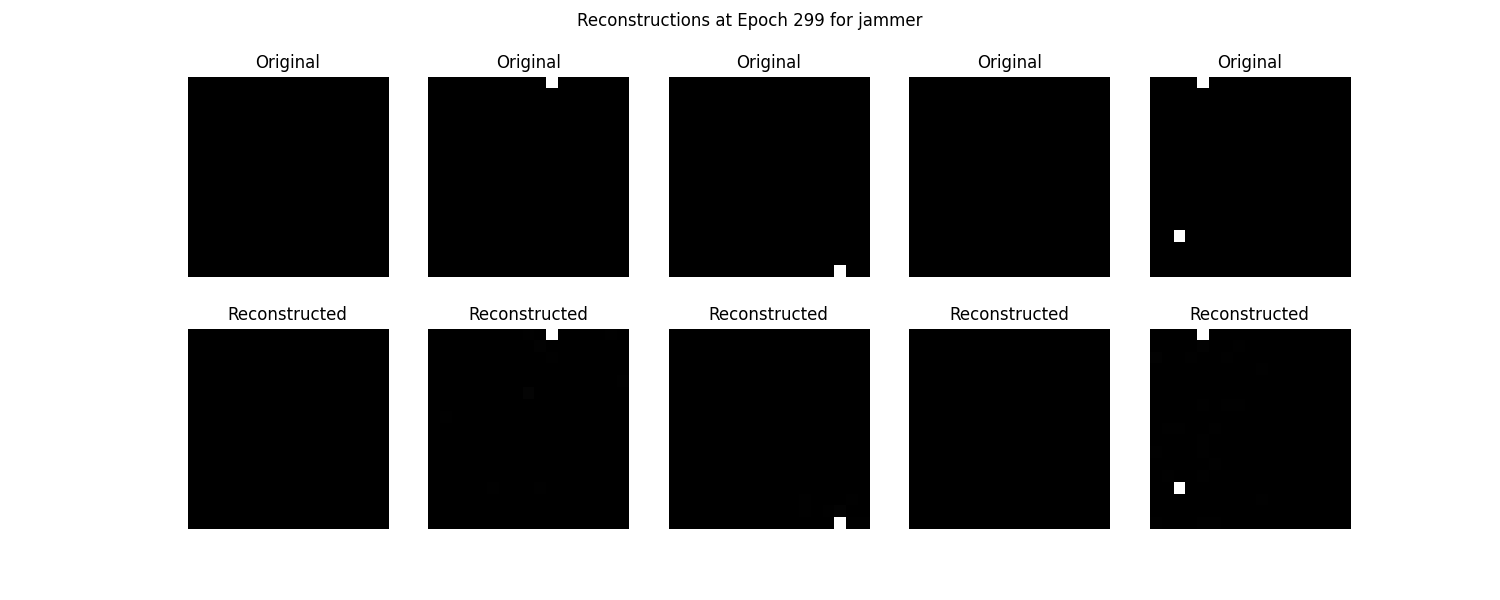 Reconstructions at Epoch 299 for jammer
Original Original Original Original Original
Reconstructed Reconstructed Reconstructed Reconstructed Reconstructed